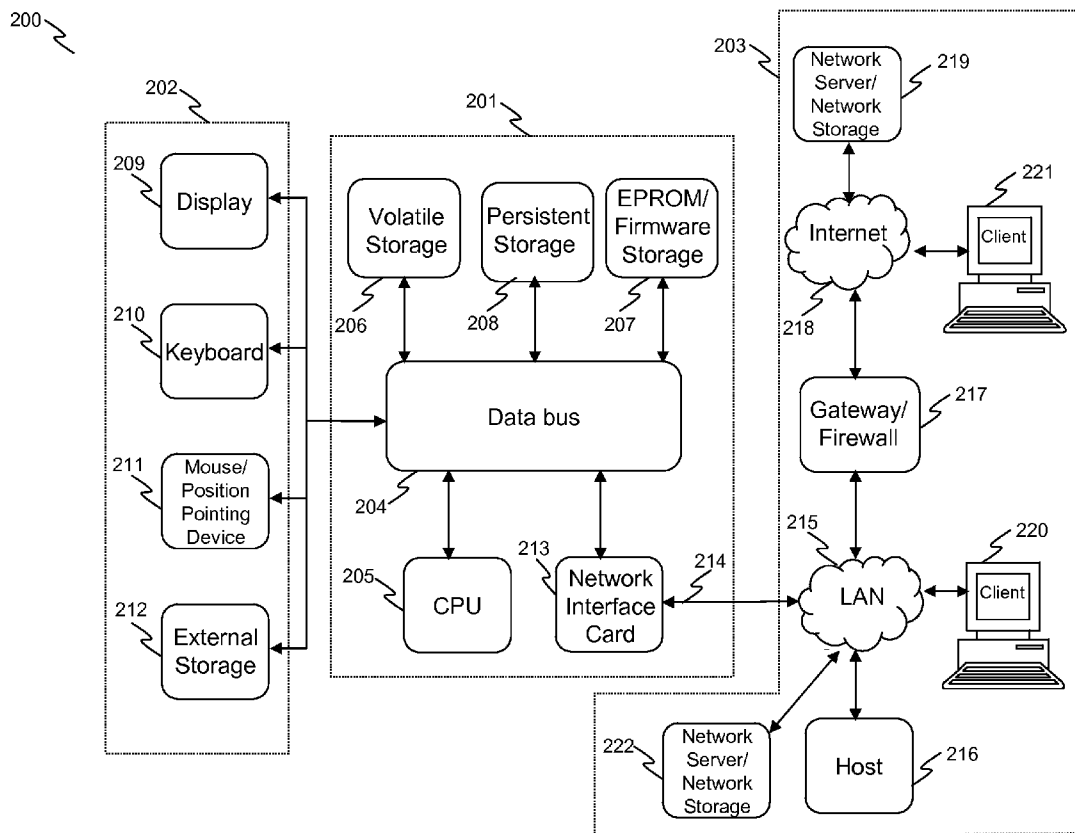 200
202
209
Display
210
Keyboard
211
Mouse/
Position
Pointing
Device
212
External
Storage
201
Volatile
Storage
206
Persistent
Storage
208
EPROM/
Firmware
Storage
207
Data bus
204
205
CPU
213
Network
Interface
Card
214
203
Network
Server/
Network
Storage
219
Internet
218
221
Client
Gateway/
Firewall
217
215
LAN
220
Client
222
Network
Server/
Network
Storage
Host
216